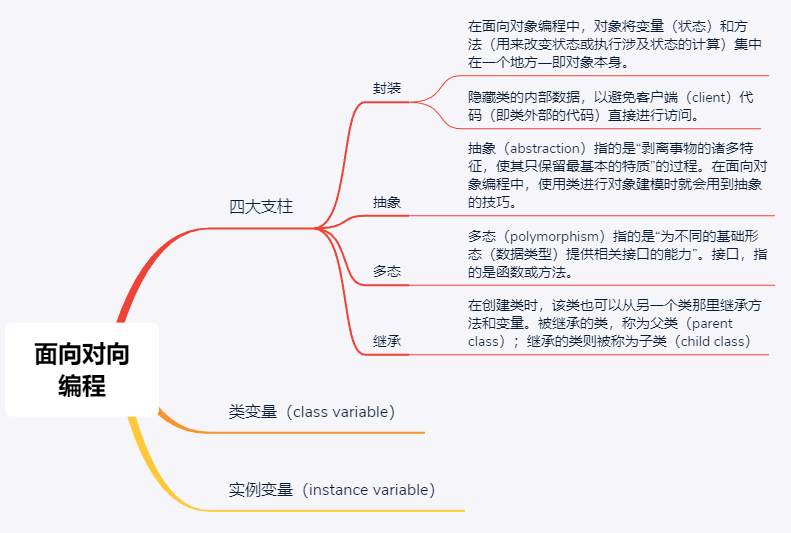 面向对向
编程
四大支柱
封装
在面向对象编程中，对象将变量（状态）和方
法（用来改变状态或执行涉及状态的计算）集中
在一个地方—即对象本身。
隐藏类的内部数据，以避免客户端（client）代
码（即类外部的代码）直接进行访问。
抽象
抽象（abstraction）指的是“剥离事物的诸多特
征，使其只保留最基本的特质”的过程。在面向对
象编程中，使用类进行对象建模时就会用到抽象
的技巧。
多态
多态（polymorphism）指的是“为不同的基础形
态（数据类型）提供相关接口的能力”。接口，指
的是函数或方法。
继承
在创建类时，该类也可以从另一个类那里继承方
法和变量。被继承的类，称为父类（parent
class）；继承的类则被称为子类（child class）
类变量（class variable）
实例变量（instance variable）